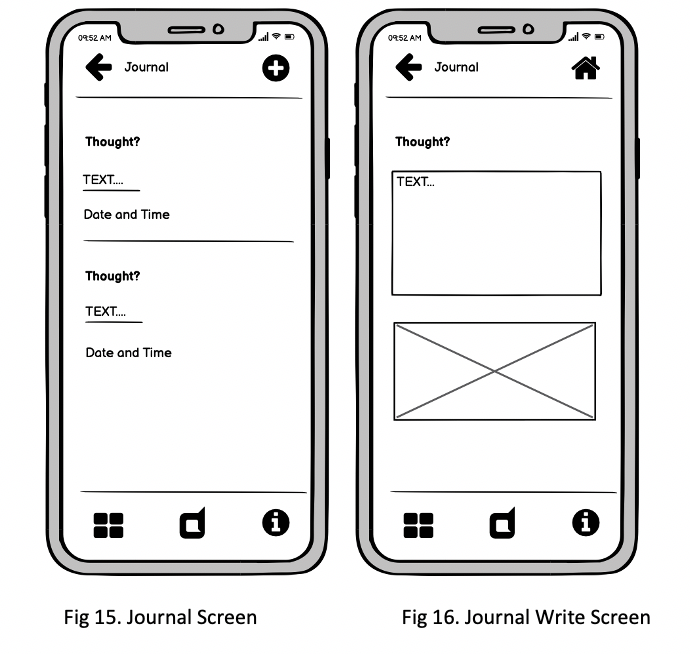 09:52 AM
Journal
Thought?
TEXT....
Date and Time
Thought?
TEXT....
Date and Time
Fig 15. Journal Screen
09:52 AM
Journal
Thought?
TEXT...
Fig 16. Journal Write Screen